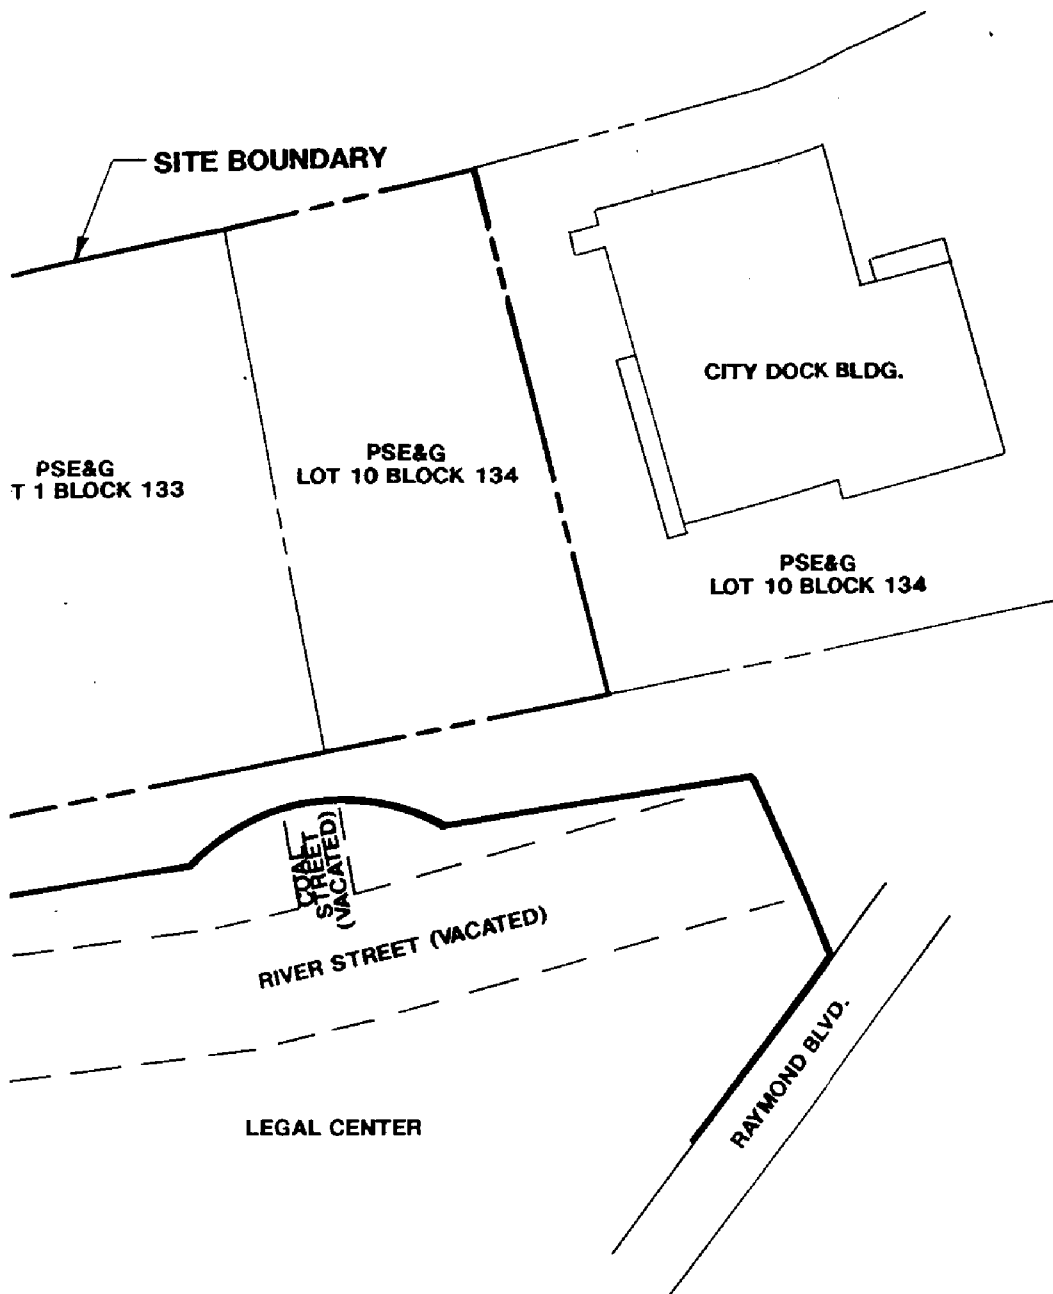 SITE BOUNDARY
CITY DOCK BLDG.
PSE&G
LOT 10 BLOCK 134
PSE&G
T 1 BLOCK 133
PSE&G
LOT 10 BLOCK 134
COAL
STREET
(VACATED)
RIVER STREET (VACATED)
RAYMOND BLVD.
LEGAL CENTER